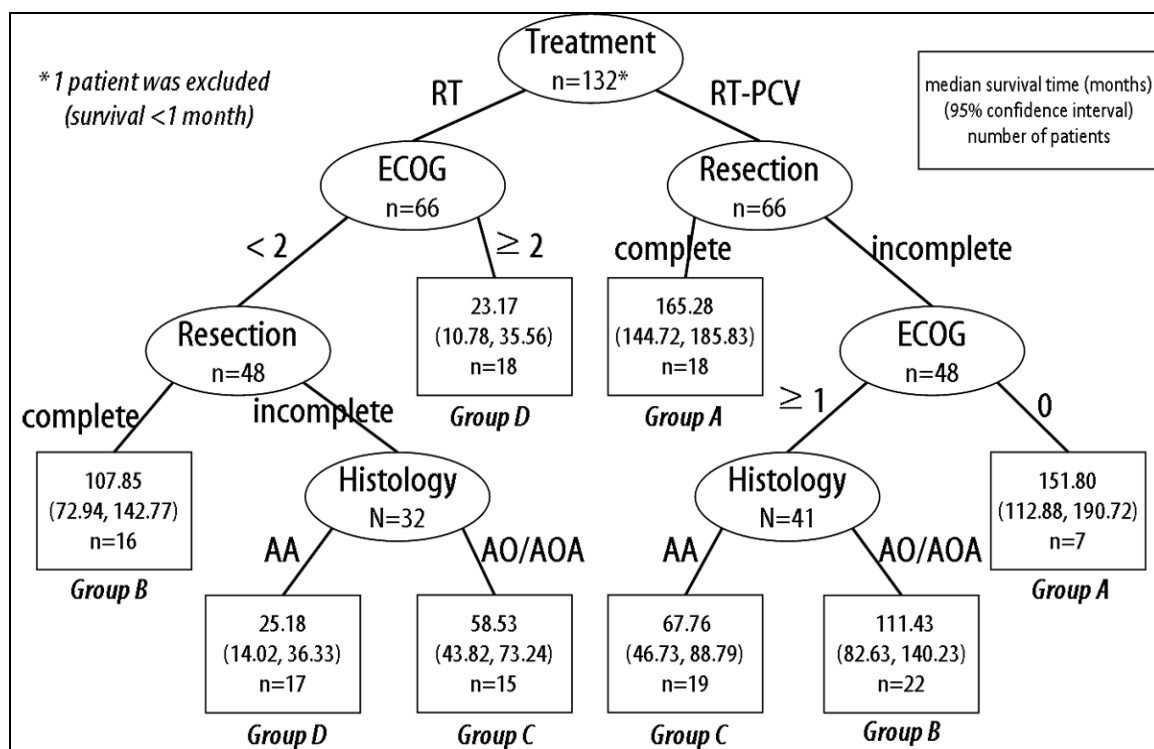 Treatment
n=132*
* 1 patient was excluded
(survival <1 month)
median survival time (months)
(95% confidence interval)
number of patients
RT
RT-PCV
ECOG
n=66
Resection
n=66
< 2
≥ 2
complete
incomplete
23.17
(10.78, 35.56)
n=18
Group D
165.28
(144.72, 185.83)
n=18
Group A
Resection
n=48
ECOG
n=48
complete
incomplete
≥ 1
0
107.85
(72.94, 142.77)
n=16
Group B
Histology
N=32
Histology
N=41
151.80
(112.88, 190.72)
n=7
Group A
AA
AO/AOA
AA
AO/AOA
25.18
(14.02, 36.33)
n=17
Group D
58.53
(43.82, 73.24)
n=15
Group C
67.76
(46.73, 88.79)
n=19
Group C
111.43
(82.63, 140.23)
n=22
Group B